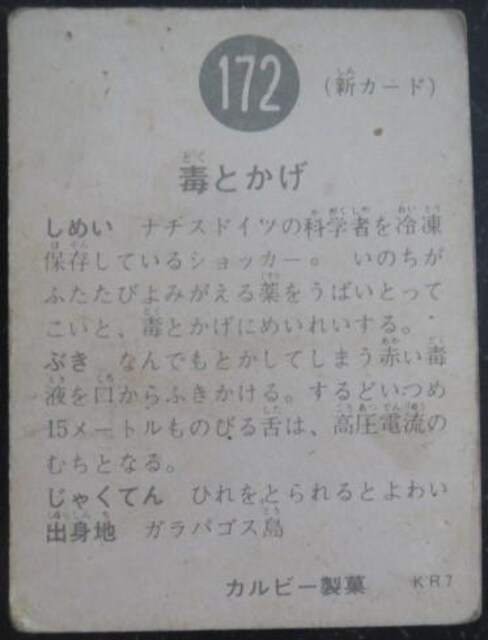 172
(新カード)
毒とかげ
しめい ナチスドイツの科学者を冷凍
保存しているショッカー。 いのちが
ふたたびよみがえる薬をうばいとって
こいと、毒とかげにめいれいする。
ぶき なんでもとかしてしまう赤い毒
液を口からふきかける。するどいつめ
15メートルものびる舌は、高圧電流の
むちとなる。
じゃくてん ひれをとられるとよわい
出身地 ガラパゴス島
カルビー製菓 KR7